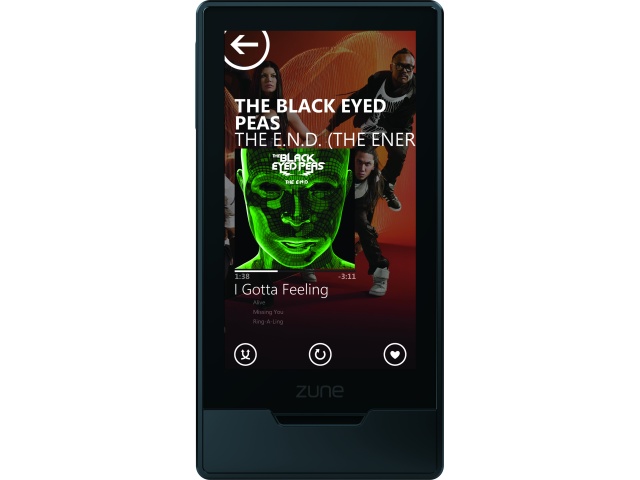 THE BLACK EYED
PEAS
THE E.N.D. (THE ENER
THE BLACK
EYED PEAS
THE E.N.D
1:38
-3:11
I Gotta Feeling
Alive
Missing You
Ring-A-Ling
zune